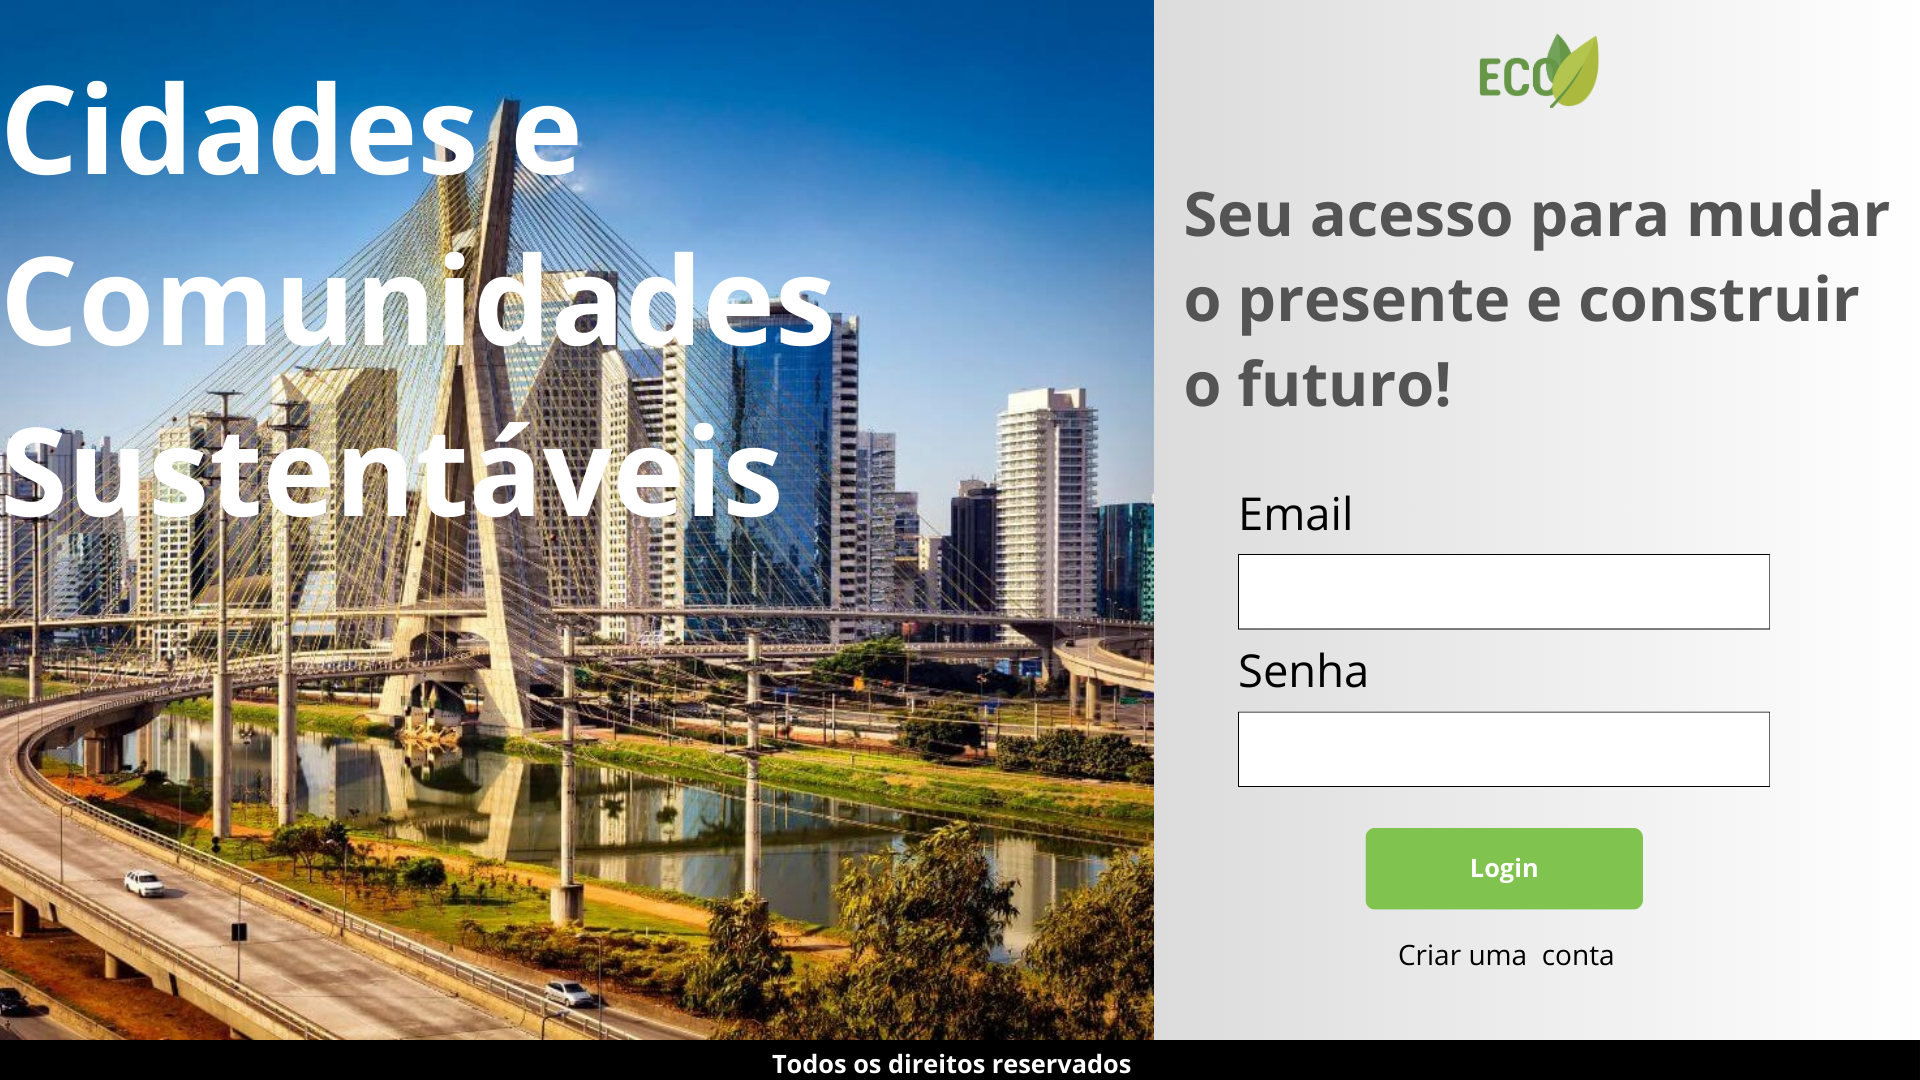 Cidades e
Comunidades
Sustentáveis
ECO
Seu acesso para mudar
o presente e construir
o futuro!
Email
Senha
Login
Criar uma  conta
Todos os direitos reservados